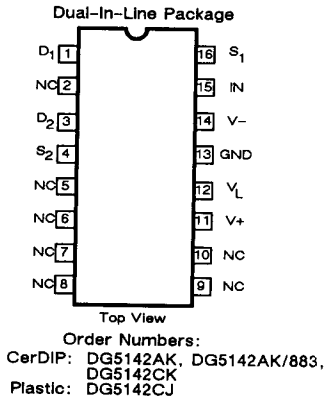 Dual-In-Line Package
D1 1 16 S1
NC 2 15 IN
D2 3 14 V-
S2 4 13 GND
NC 5 12 VL
NC 6 11 V+
NC 7 10 NC
NC 8 9 NC
Top View
Order Numbers:
CerDIP: DG5142AK, DG5142AK/883,
DG5142CK
Plastic: DG5142CJ